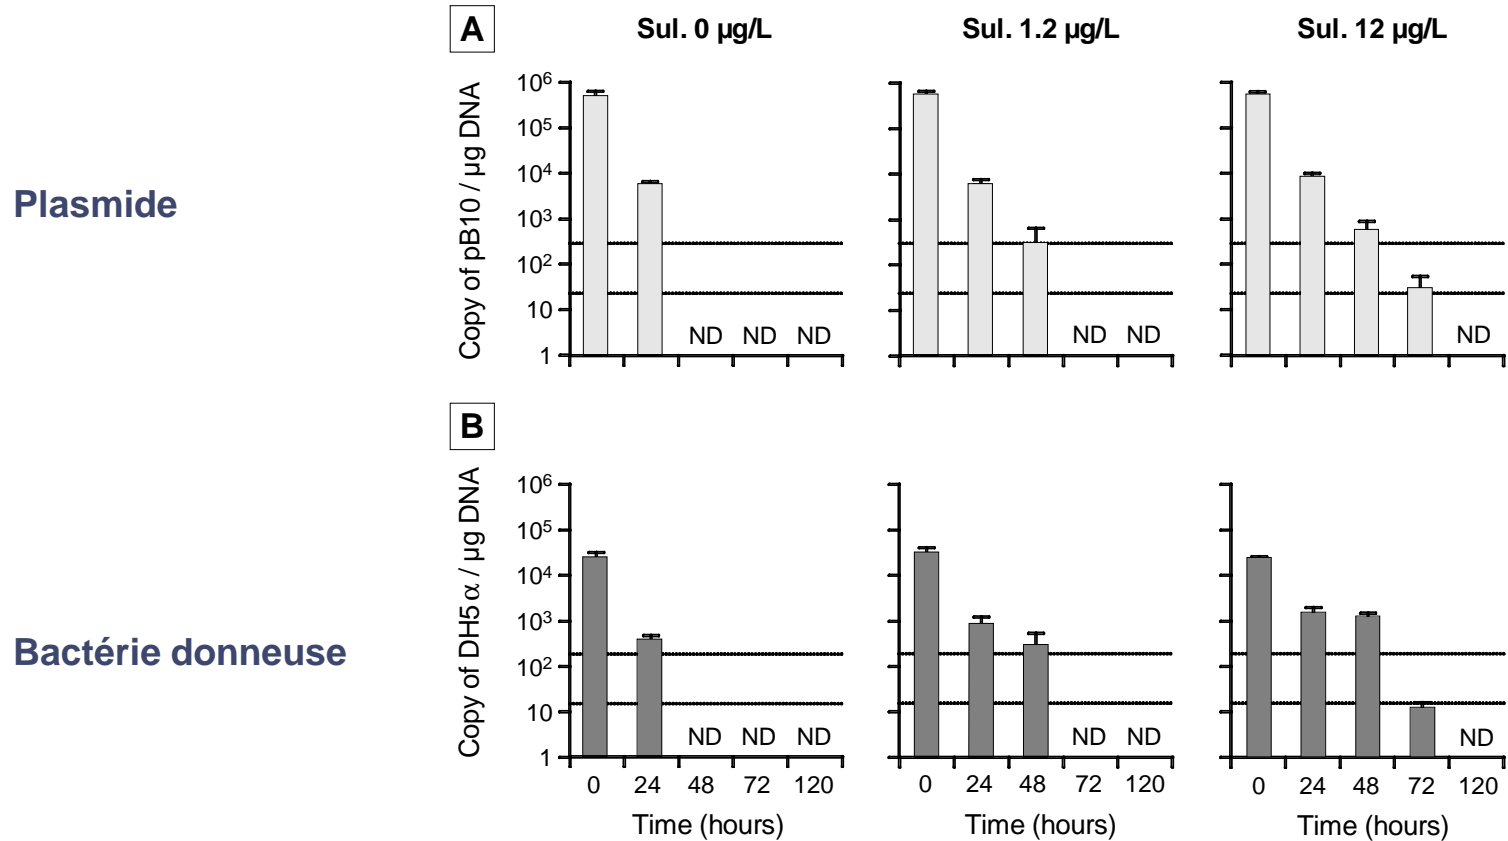 A
Sul. 0 µg/L
Sul. 1.2 µg/L
Sul. 12 µg/L
Plasmide
Copy of pB10 / µg DNA
10⁶
10⁵
10⁴
10³
10²
10
1
ND ND ND
ND ND
ND
B
Bactérie donneuse
Copy of DH5α / µg DNA
10⁶
10⁵
10⁴
10³
10²
10
1
ND ND ND
ND ND
ND
0 24 48 72 120
0 24 48 72 120
0 24 48 72 120
Time (hours)
Time (hours)
Time (hours)